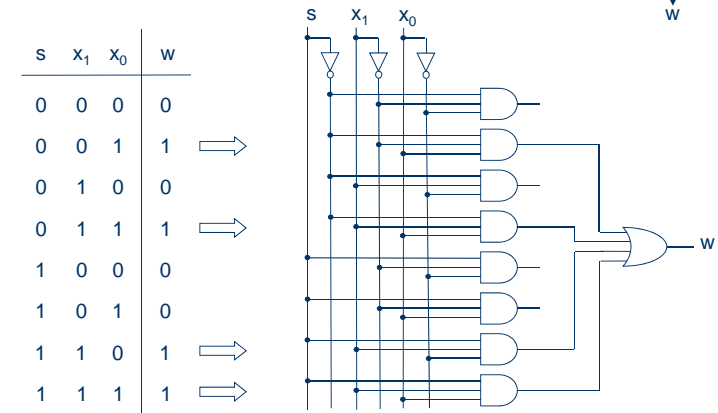 w
s x₁ x₀
s x₁ x₀ w
0 0 0 0
0 0 1 1
0 1 0 0
0 1 1 1
w
1 0 0 0
1 0 1 0
1 1 0 1
1 1 1 1